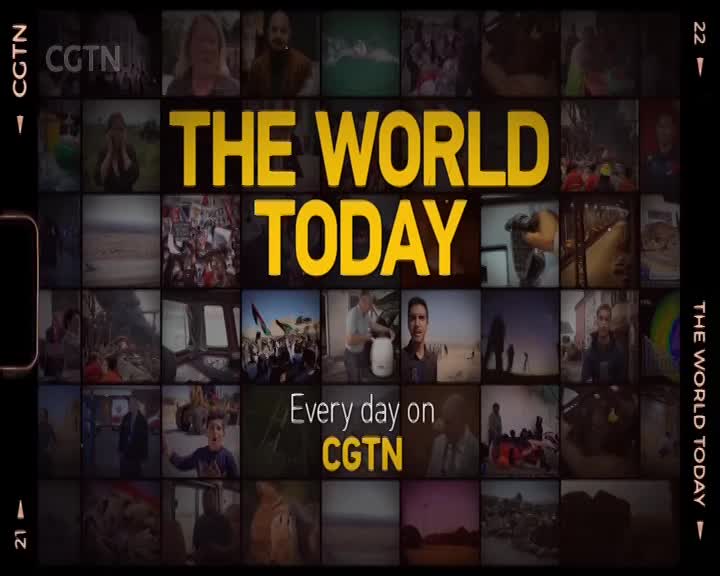 CGTN
CGTN
22
THE WORLD
TODAY
Every day on
CGTN
THE WORLD TODAY
21